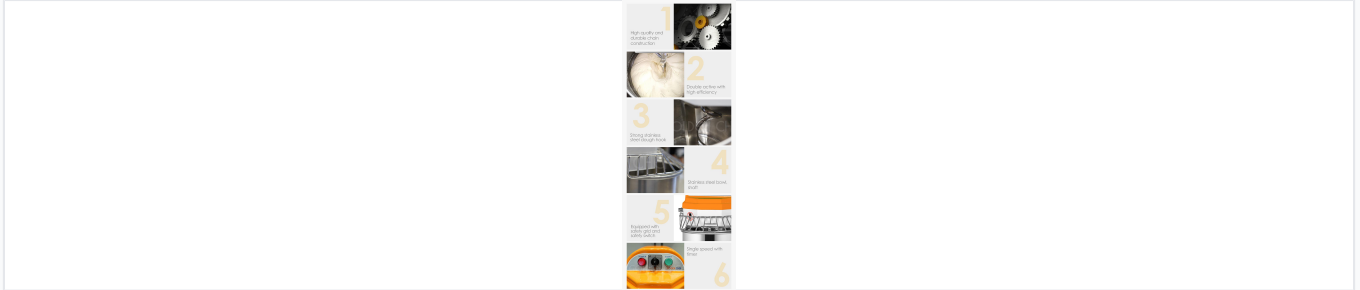 1
High quality and
durable chain
construction
2
Double active with
high efficiency
3
Strong stainless
steel dough hook
4
Stainless steel bowl,
shaft
5
Equipped with
safety grid and
safety switch
Single speed with
timer
6